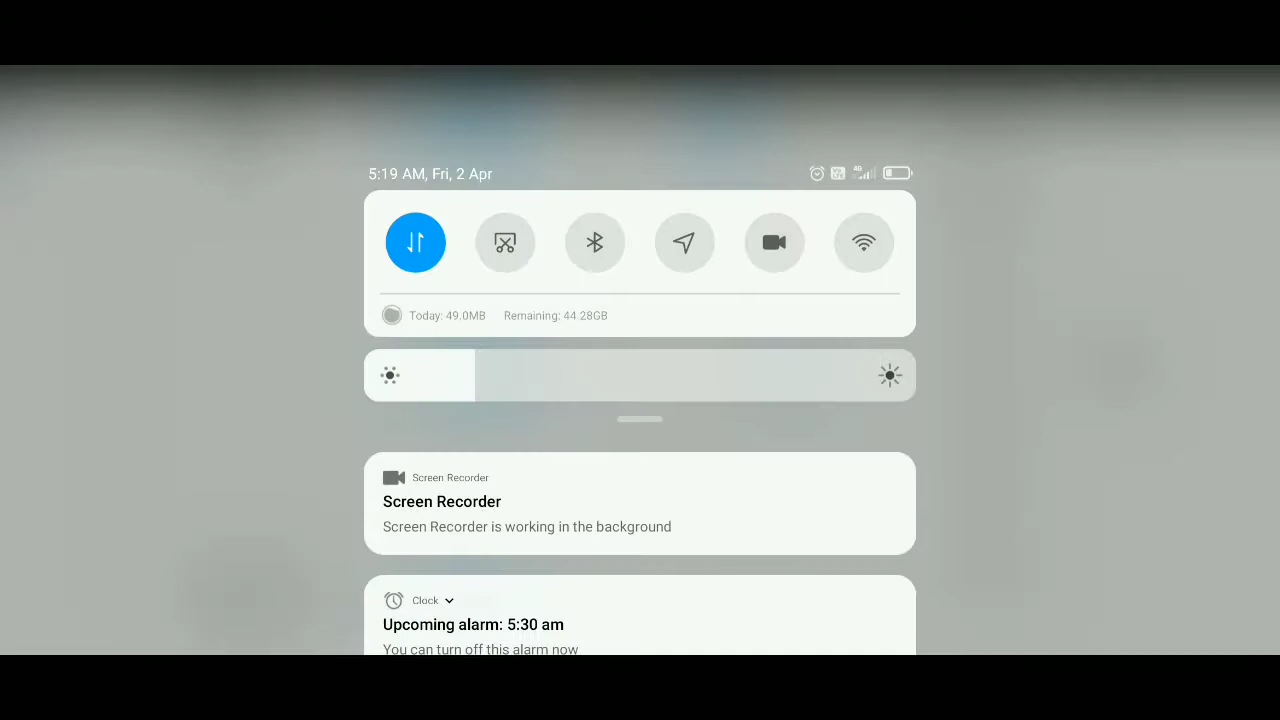 5:19 AM, Fri, 2 Apr
4G
Today: 49.0MB Remaining: 44.28GB
Screen Recorder
Screen Recorder
Screen Recorder is working in the background
Clock
Upcoming alarm: 5:30 am
You can turn off this alarm now